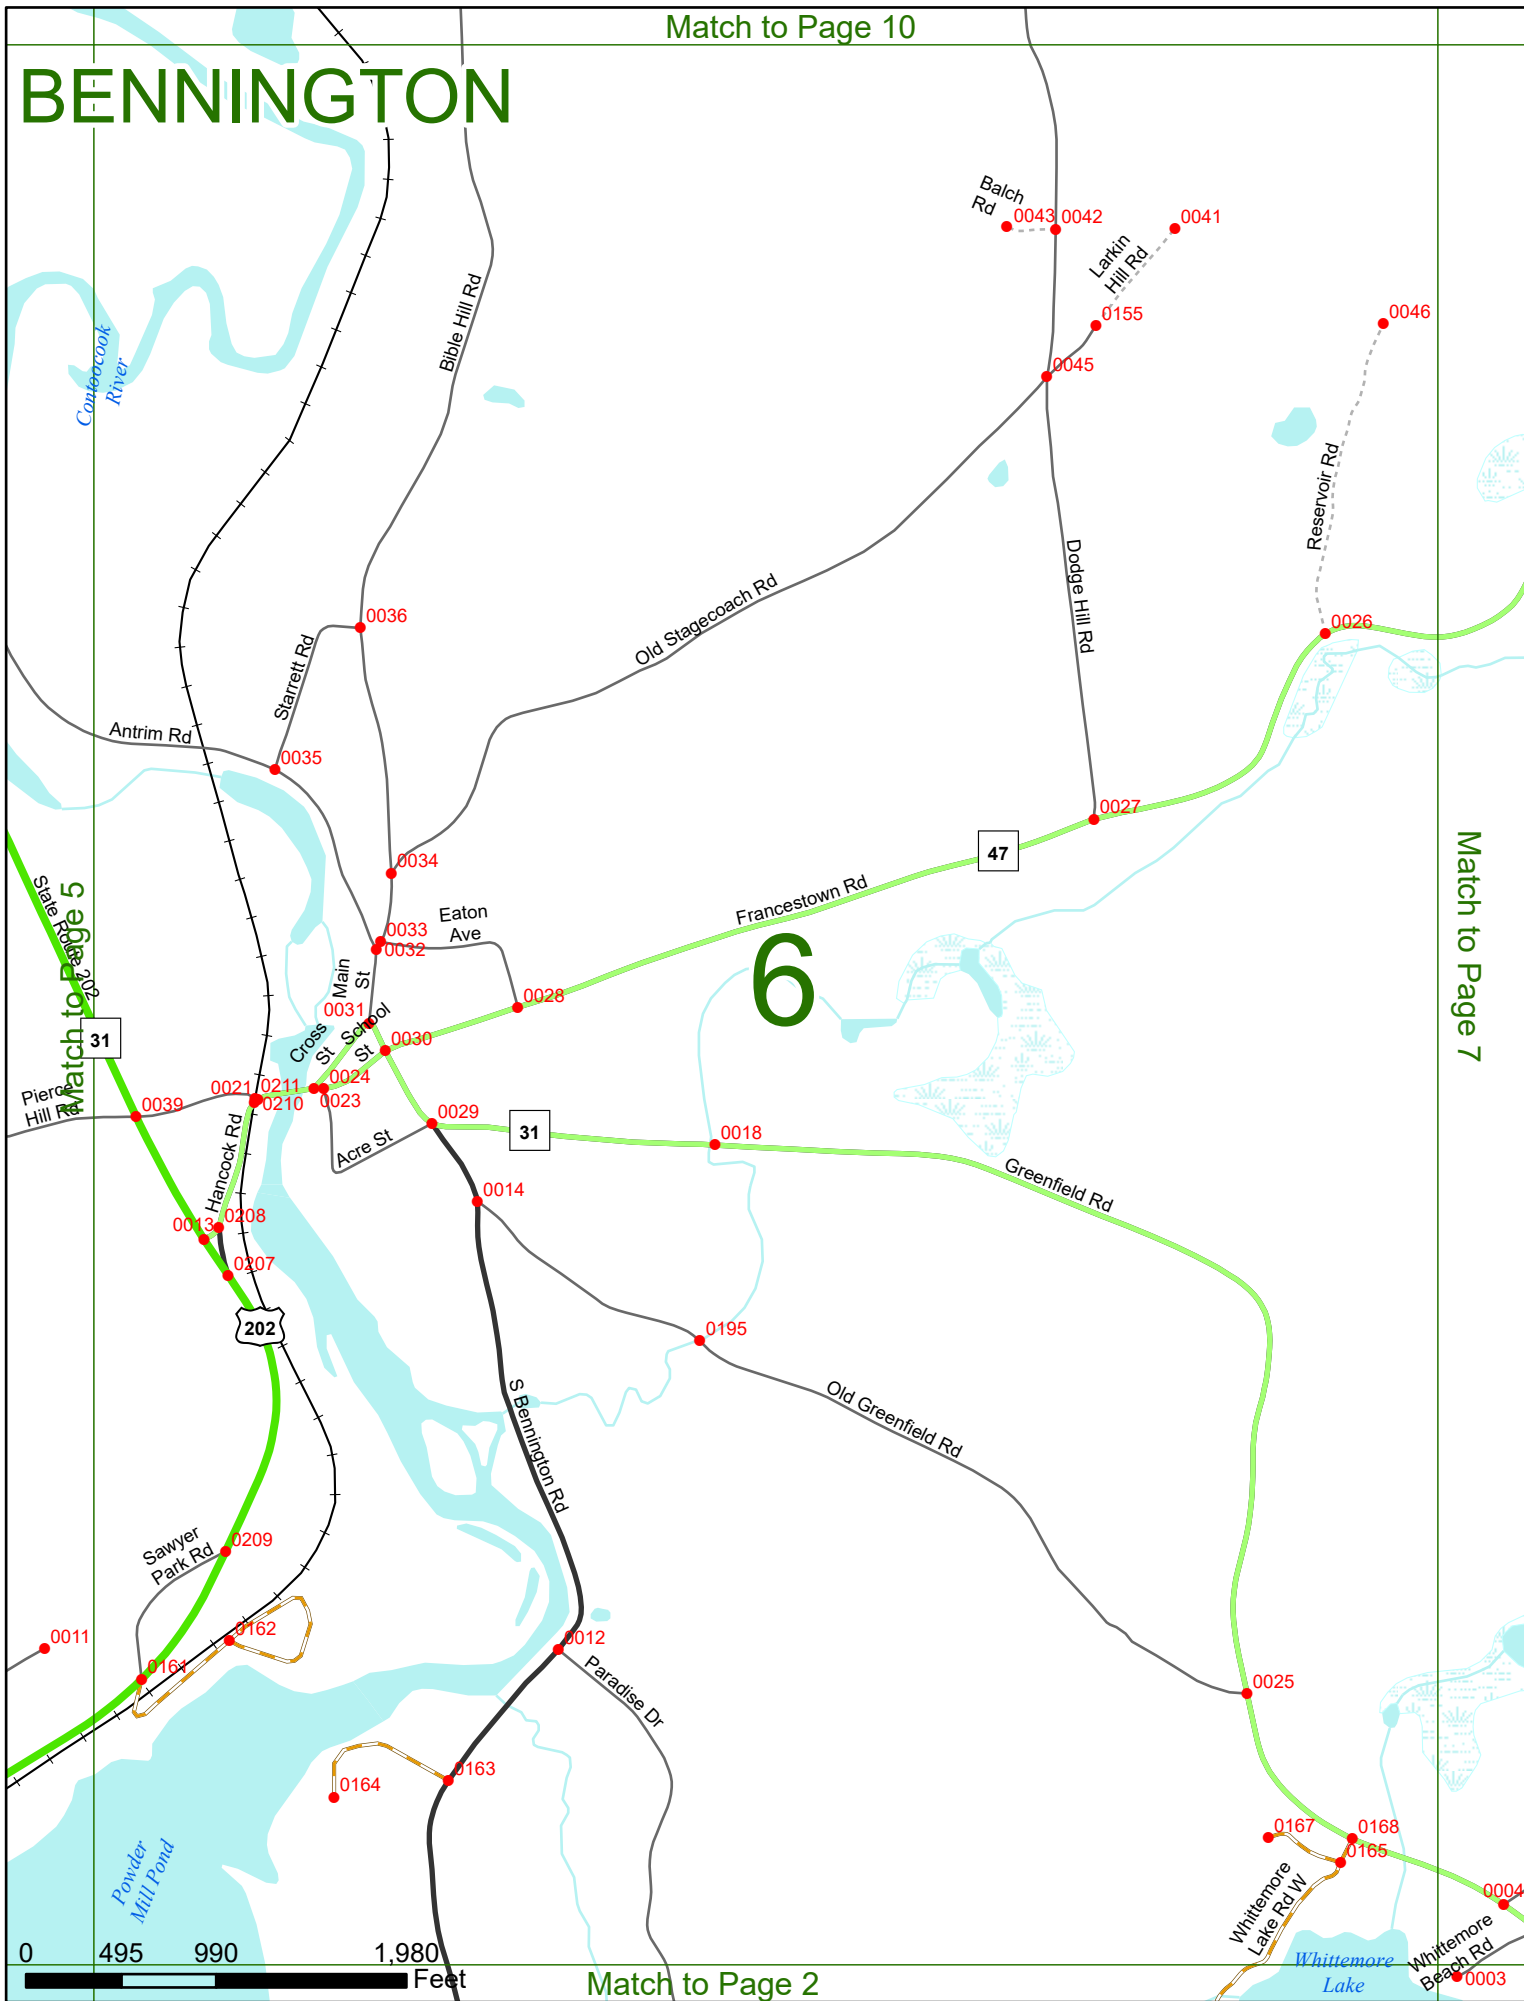 Match to Page 10
BENNINGTON
Balch
Rd
0043
0042
0041
Larkin
Hill Rd
0155
0046
0045
Contoocook
River
Bible Hill Rd
Reservoir Rd
Dodge Hill Rd
Old Stagecoach Rd
0036
0026
Starrett Rd
Antrim Rd
0035
0027
47
0034
Match to Page 5
State Route 202
Match to Page 7
Francestown Rd
Eaton
Ave
0033
0032
6
Main
St
0028
0031
Cross
St
School
St
0030
31
Pierce
Hill Rd
0039
0021
0211
0210
0024
0023
0029
31
0018
Acre St
Hancock Rd
Greenfield Rd
0014
0208
0013
0207
202
0195
S Bennington Rd
Old Greenfield Rd
Sawyer
Park Rd
0209
0011
0162
0161
0012
Paradise Dr
0025
0163
0164
0167
0168
0165
Powder
Mill Pond
Whittemore
Lake Rd W
0004
Whittemore
Beach Rd
0003
Whittemore
Lake
0 495 990 1,980
Feet
Match to Page 2